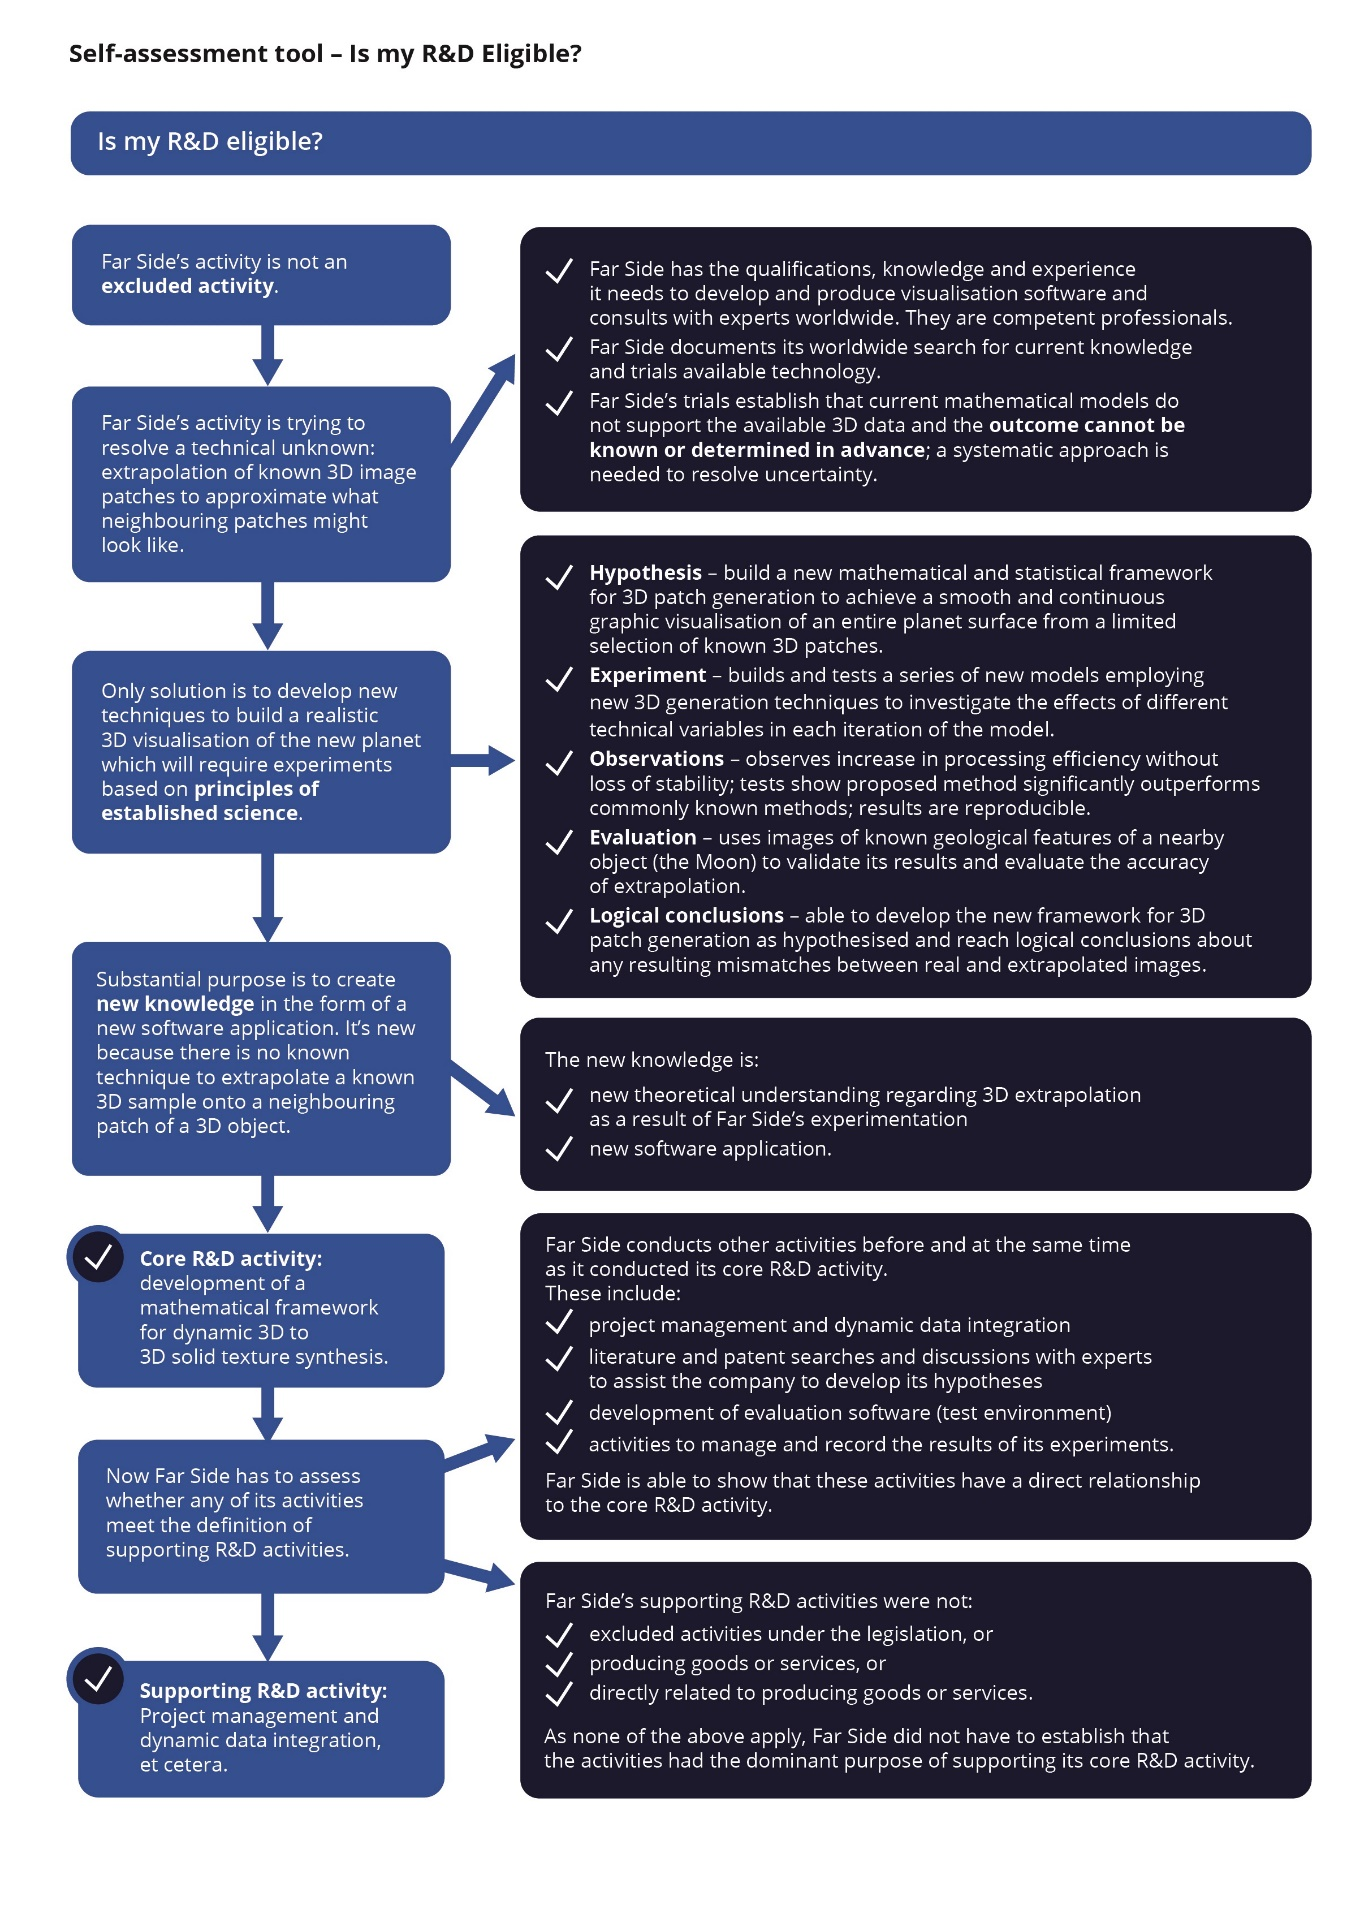 Self-assessment tool – Is my R&D Eligible?
Is my R&D eligible?
Far Side's activity is not an
excluded activity.
Far Side has the qualifications, knowledge and experience
it needs to develop and produce visualisation software and
consults with experts worldwide. They are competent professionals.
Far Side documents its worldwide search for current knowledge
and trials available technology.
Far Side's trials establish that current mathematical models do
not support the available 3D data and the outcome cannot be
known or determined in advance; a systematic approach is
needed to resolve uncertainty.
Far Side's activity is trying to
resolve a technical unknown:
extrapolation of known 3D image
patches to approximate what
neighbouring patches might
look like.
Only solution is to develop new
techniques to build a realistic
3D visualisation of the new planet
which will require experiments
based on principles of
established science.
Hypothesis – build a new mathematical and statistical framework
for 3D patch generation to achieve a smooth and continuous
graphic visualisation of an entire planet surface from a limited
selection of known 3D patches.
Experiment – builds and tests a series of new models employing
new 3D generation techniques to investigate the effects of different
technical variables in each iteration of the model.
Observations – observes increase in processing efficiency without
loss of stability; tests show proposed method significantly outperforms
commonly known methods; results are reproducible.
Evaluation – uses images of known geological features of a nearby
object (the Moon) to validate its results and evaluate the accuracy
of extrapolation.
Logical conclusions – able to develop the new framework for 3D
patch generation as hypothesised and reach logical conclusions about
any resulting mismatches between real and extrapolated images.
Substantial purpose is to create
new knowledge in the form of a
new software application. It's new
because there is no known
technique to extrapolate a known
3D sample onto a neighbouring
patch of a 3D object.
The new knowledge is:
new theoretical understanding regarding 3D extrapolation
as a result of Far Side's experimentation
new software application.
Core R&D activity:
development of a
mathematical framework
for dynamic 3D to
3D solid texture synthesis.
Now Far Side has to assess
whether any of its activities
meet the definition of
supporting R&D activities.
Far Side conducts other activities before and at the same time
as it conducted its core R&D activity.
These include:
project management and dynamic data integration
literature and patent searches and discussions with experts
to assist the company to develop its hypotheses
development of evaluation software (test environment)
activities to manage and record the results of its experiments.
Far Side is able to show that these activities have a direct relationship
to the core R&D activity.
Far Side's supporting R&D activities were not:
excluded activities under the legislation, or
producing goods or services, or
directly related to producing goods or services.
As none of the above apply, Far Side did not have to establish that
the activities had the dominant purpose of supporting its core R&D activity.
Supporting R&D activity:
Project management and
dynamic data integration,
et cetera.